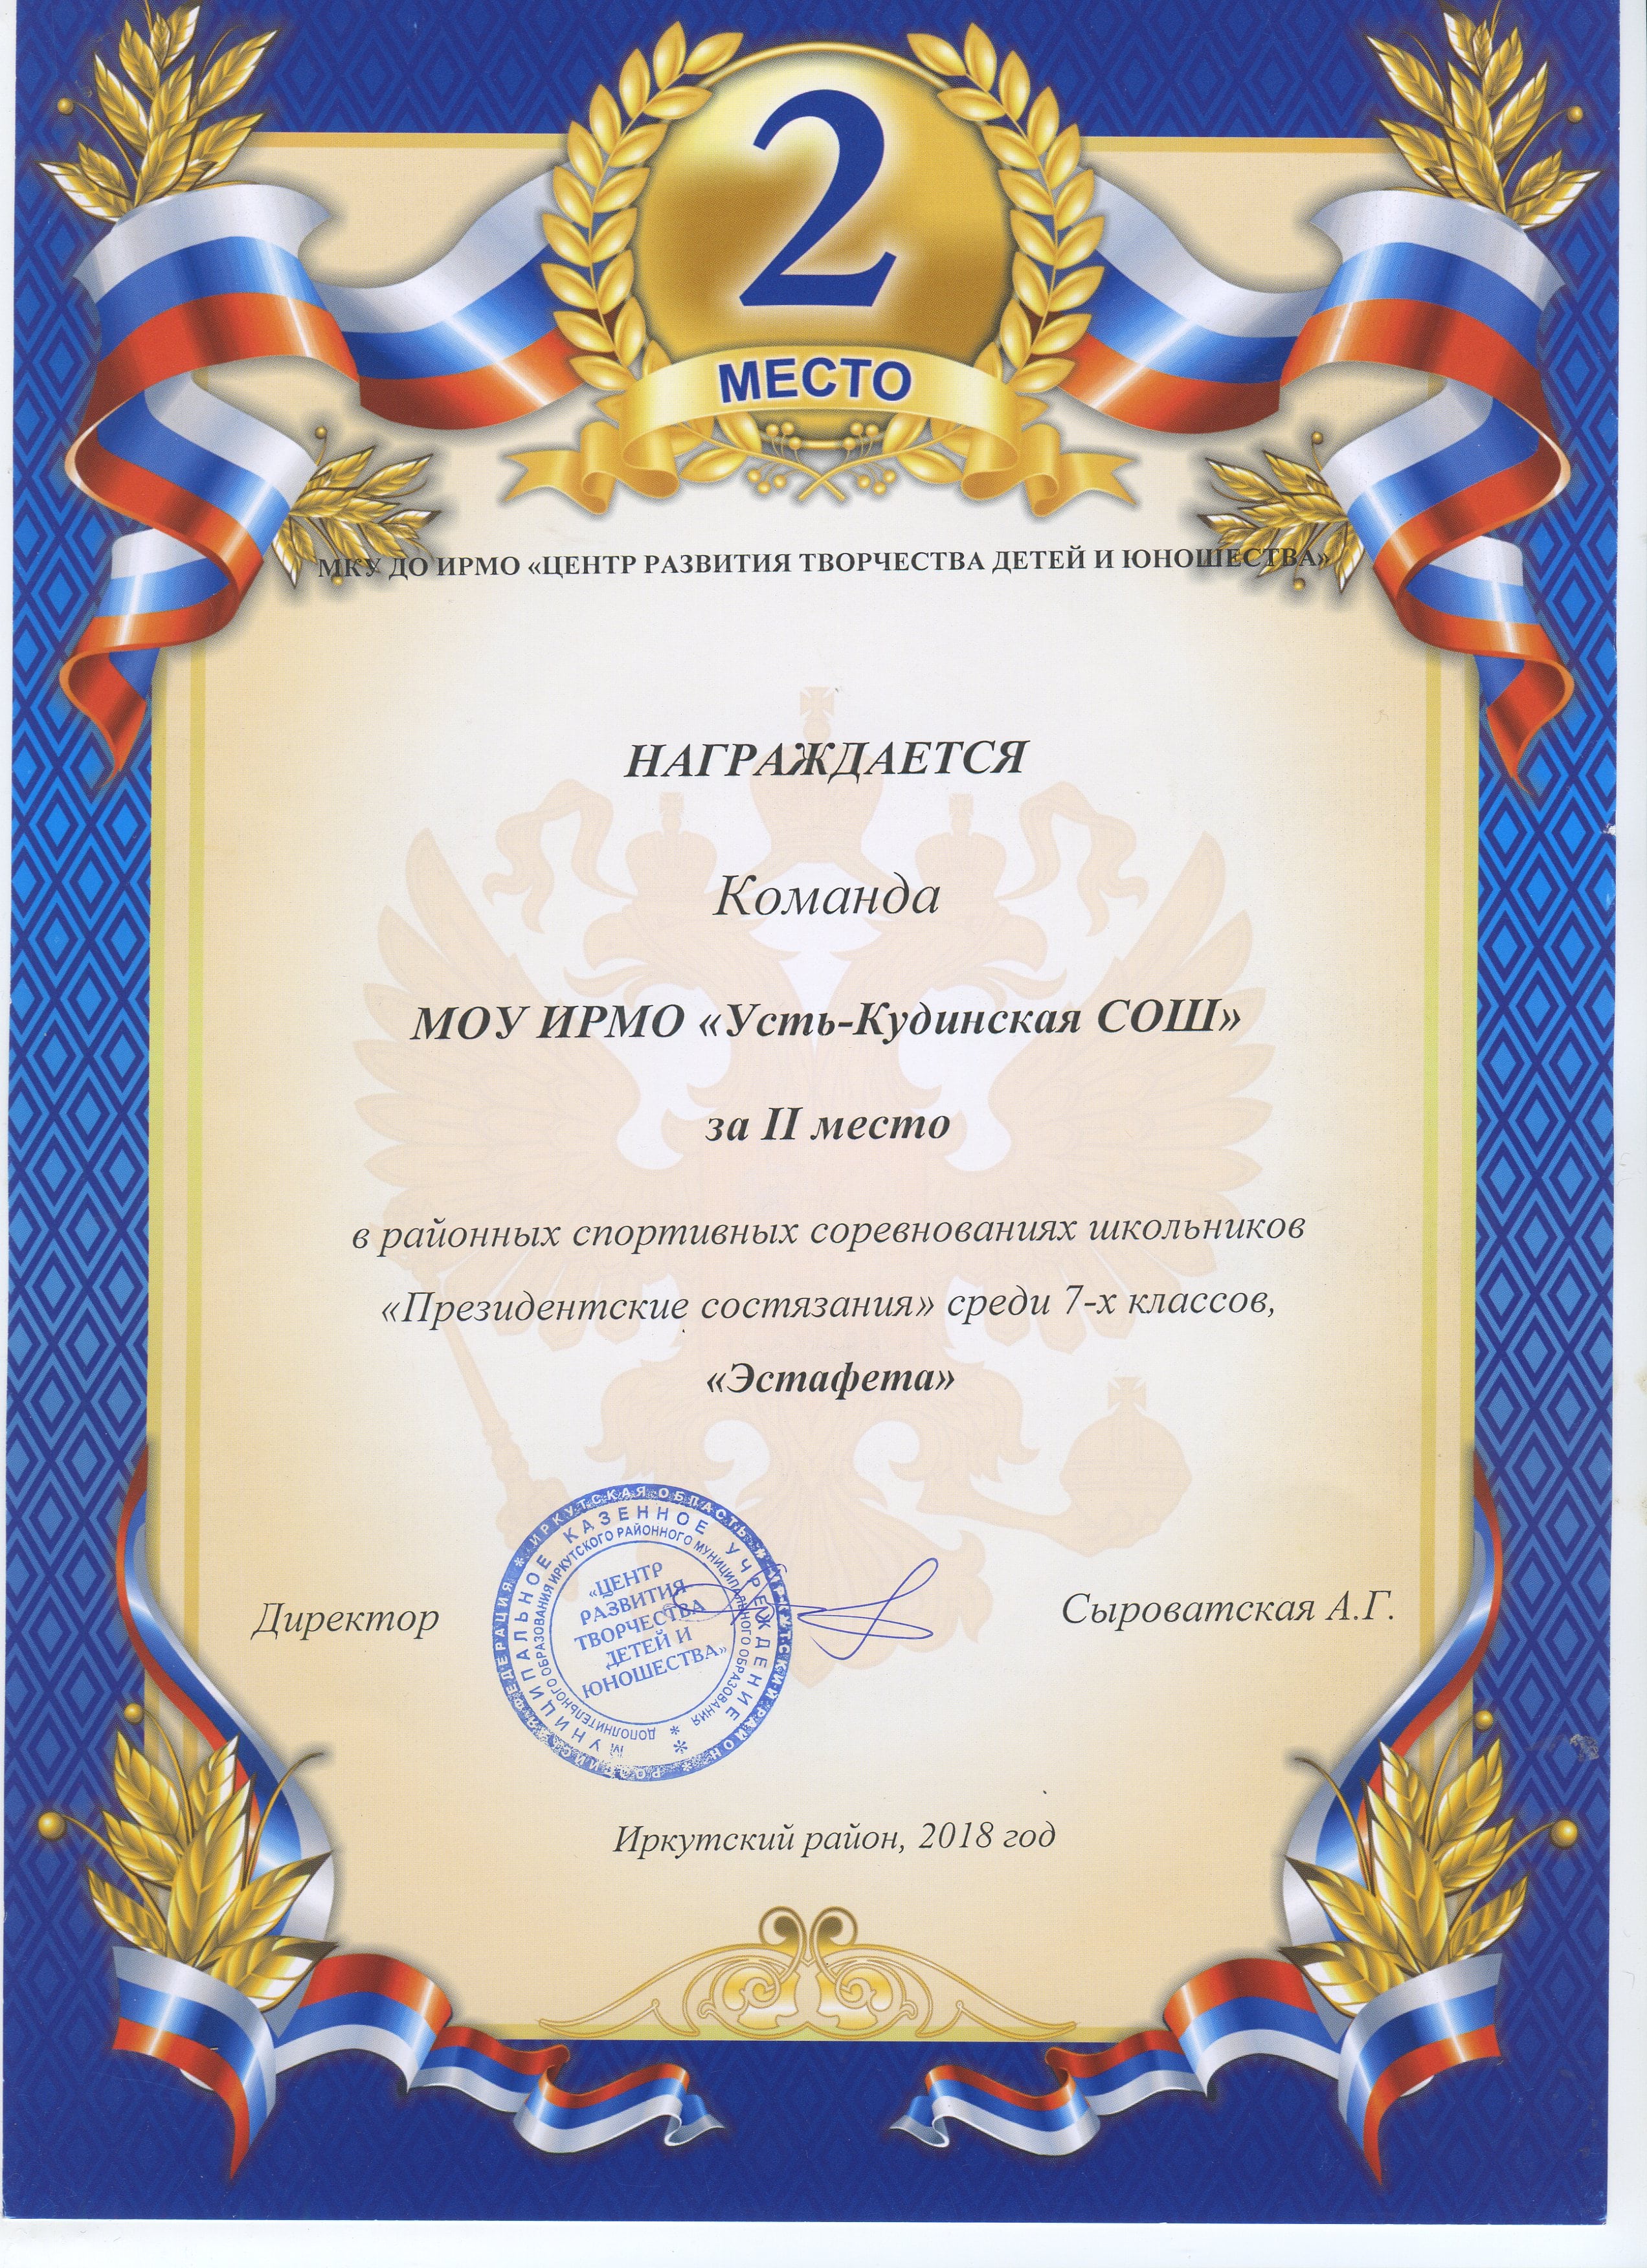 2
МЕСТО
МКУ ДО ИРМО «ЦЕНТР РАЗВИТИЯ ТВОРЧЕСТВА ДЕТЕЙ И ЮНОШЕСТВА»
НАГРАЖДАЕТСЯ
Команда
МОУ ИРМО «Усть-Кудинская СОШ»
за II место
в районных спортивных соревнованиях школьников
«Президентские состязания» среди 7-х классов,
«Эстафета»
Директор
Сыроватская А.Г.
РОССИЙСКАЯ ФЕДЕРАЦИЯ * ИРКУТСКАЯ ОБЛАСТЬ * ИРКУТСКИЙ РАЙОН *
МУНИЦИПАЛЬНОЕ КАЗЕННОЕ УЧРЕЖДЕНИЕ *
ДОПОЛНИТЕЛЬНОГО ОБРАЗОВАНИЯ ИРКУТСКОГО РАЙОННОГО МУНИЦИПАЛЬНОГО ОБРАЗОВАНИЯ *
«ЦЕНТР
РАЗВИТИЯ
ТВОРЧЕСТВА
ДЕТЕЙ И
ЮНОШЕСТВА»
Иркутский район, 2018 год